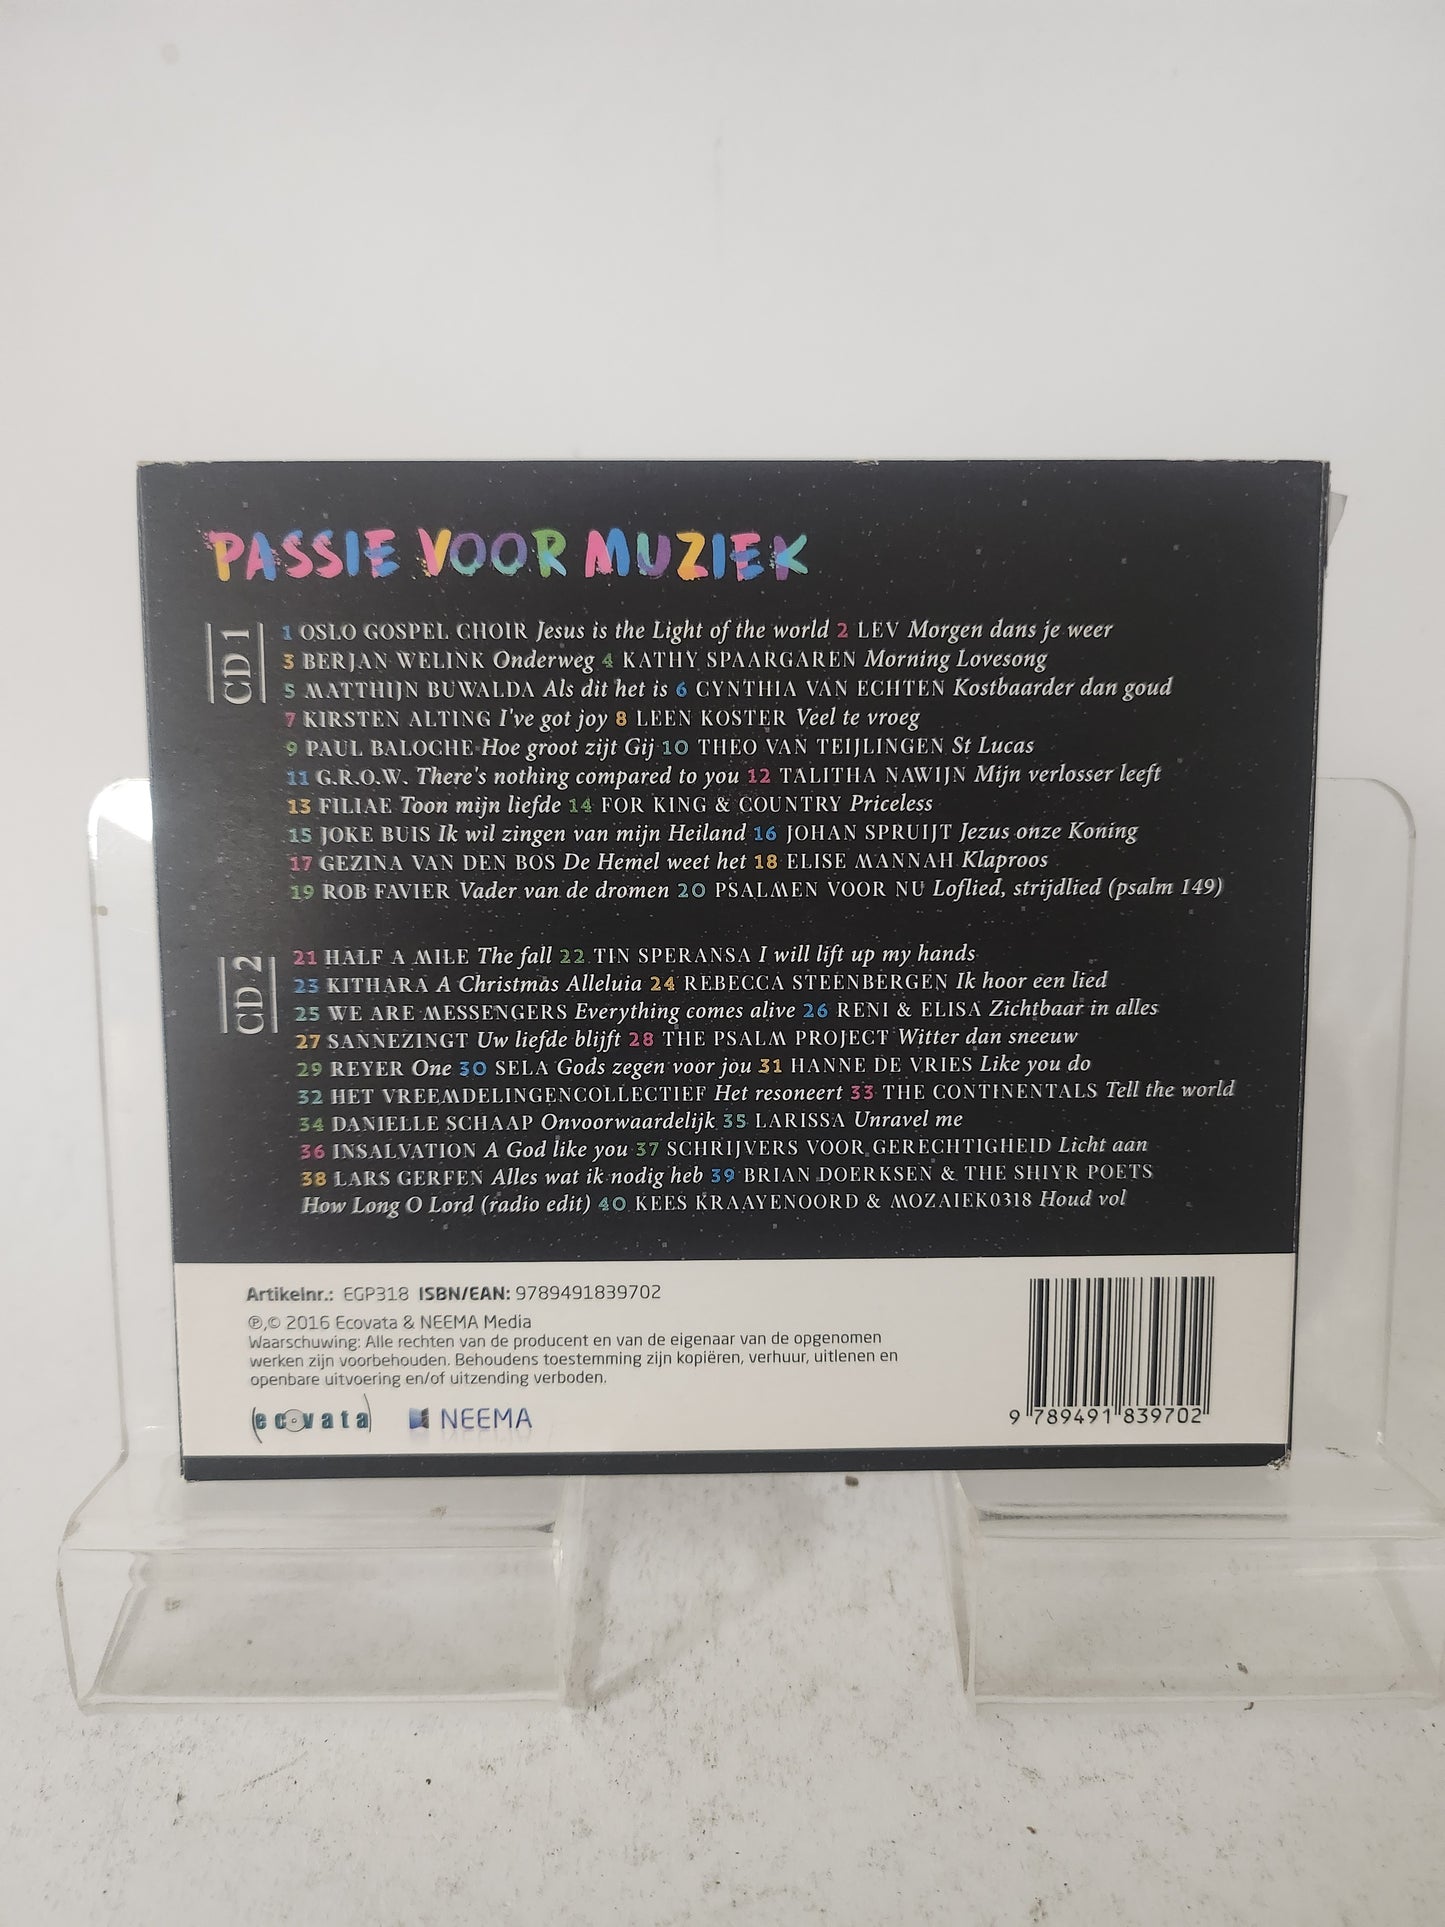 PASSIE VOOR MUZIEK
CD 1
1 OSLO GOSPEL CHOIR Jesus is the Light of the world 2 LEV Morgen dans je weer
3 BERJAN WELINK Onderweg 4 KATHY SPAARGAREN Morning Lovesong
5 MATTHIJN BUWALDA Als dit het is 6 CYNTHIA VAN ECHTEN Kostbaarder dan goud
7 KIRSTEN ALTING I've got joy 8 LEEN KOSTER Veel te vroeg
9 PAUL BALOCHE Hoe groot zijt Gij 10 THEO VAN TEIJLINGEN St Lucas
11 G.R.O.W. There's nothing compared to you 12 TALITHA NAWIJN Mijn verlosser leeft
13 FILIAE Toon mijn liefde 14 FOR KING & COUNTRY Priceless
15 JOKE BUIS Ik wil zingen van mijn Heiland 16 JOHAN SPRUIJT Jezus onze Koning
17 GEZINA VAN DEN BOS De Hemel weet het 18 ELISE MANNAH Klaproos
19 ROB FAVIER Vader van de dromen 20 PSALMEN VOOR NU Loflied, strijdlied (psalm 149)
CD 2
21 HALF A MILE The fall 22 TIN SPERANSA I will lift up my hands
23 KITHARA A Christmas Alleluia 24 REBECCA STEENBERGEN Ik hoor een lied
25 WE ARE MESSENGERS Everything comes alive 26 RENI & ELISA Zichtbaar in alles
27 SANNEZINGT Uw liefde blijft 28 THE PSALM PROJECT Witter dan sneeuw
29 REYER One 30 SELA Gods zegen voor jou 31 HANNE DE VRIES Like you do
32 HET VREEMDELINGENCOLLECTIEF Het resoneert 33 THE CONTINENTALS Tell the world
34 DANIELLE SCHAAP Onvoorwaardelijk 35 LARISSA Unravel me
36 INSALVATION A God like you 37 SCHRIJVERS VOOR GERECHTIGHEID Licht aan
38 LARS GERFEN Alles wat ik nodig heb 39 BRIAN DOERKSEN & THE SHIYR POETS
How Long O Lord (radio edit) 40 KEES KRAAYENOORD & MOZAIEK0318 Houd vol
Artikelnr.: EGP318 ISBN/EAN: 9789491839702
℗,© 2016 Ecovata & NEEMA Media
Waarschuwing: Alle rechten van de producent en van de eigenaar van de opgenomen
werken zijn voorbehouden. Behoudens toestemming zijn kopiëren, verhuur, uitlenen en
openbare uitvoering en/of uitzending verboden.
ecovata NEEMA
9 789491 839702